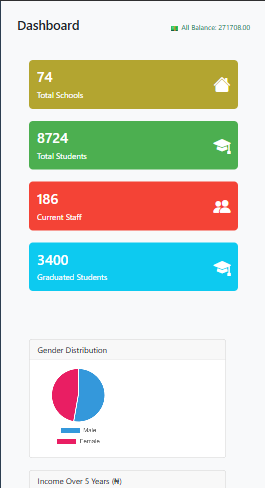 Dashboard
All Balance: 271708.00
74
Total Schools
8724
Total Students
186
Current Staff
3400
Graduated Students
Gender Distribution
Male
Female
Income Over 5 Years (₦)